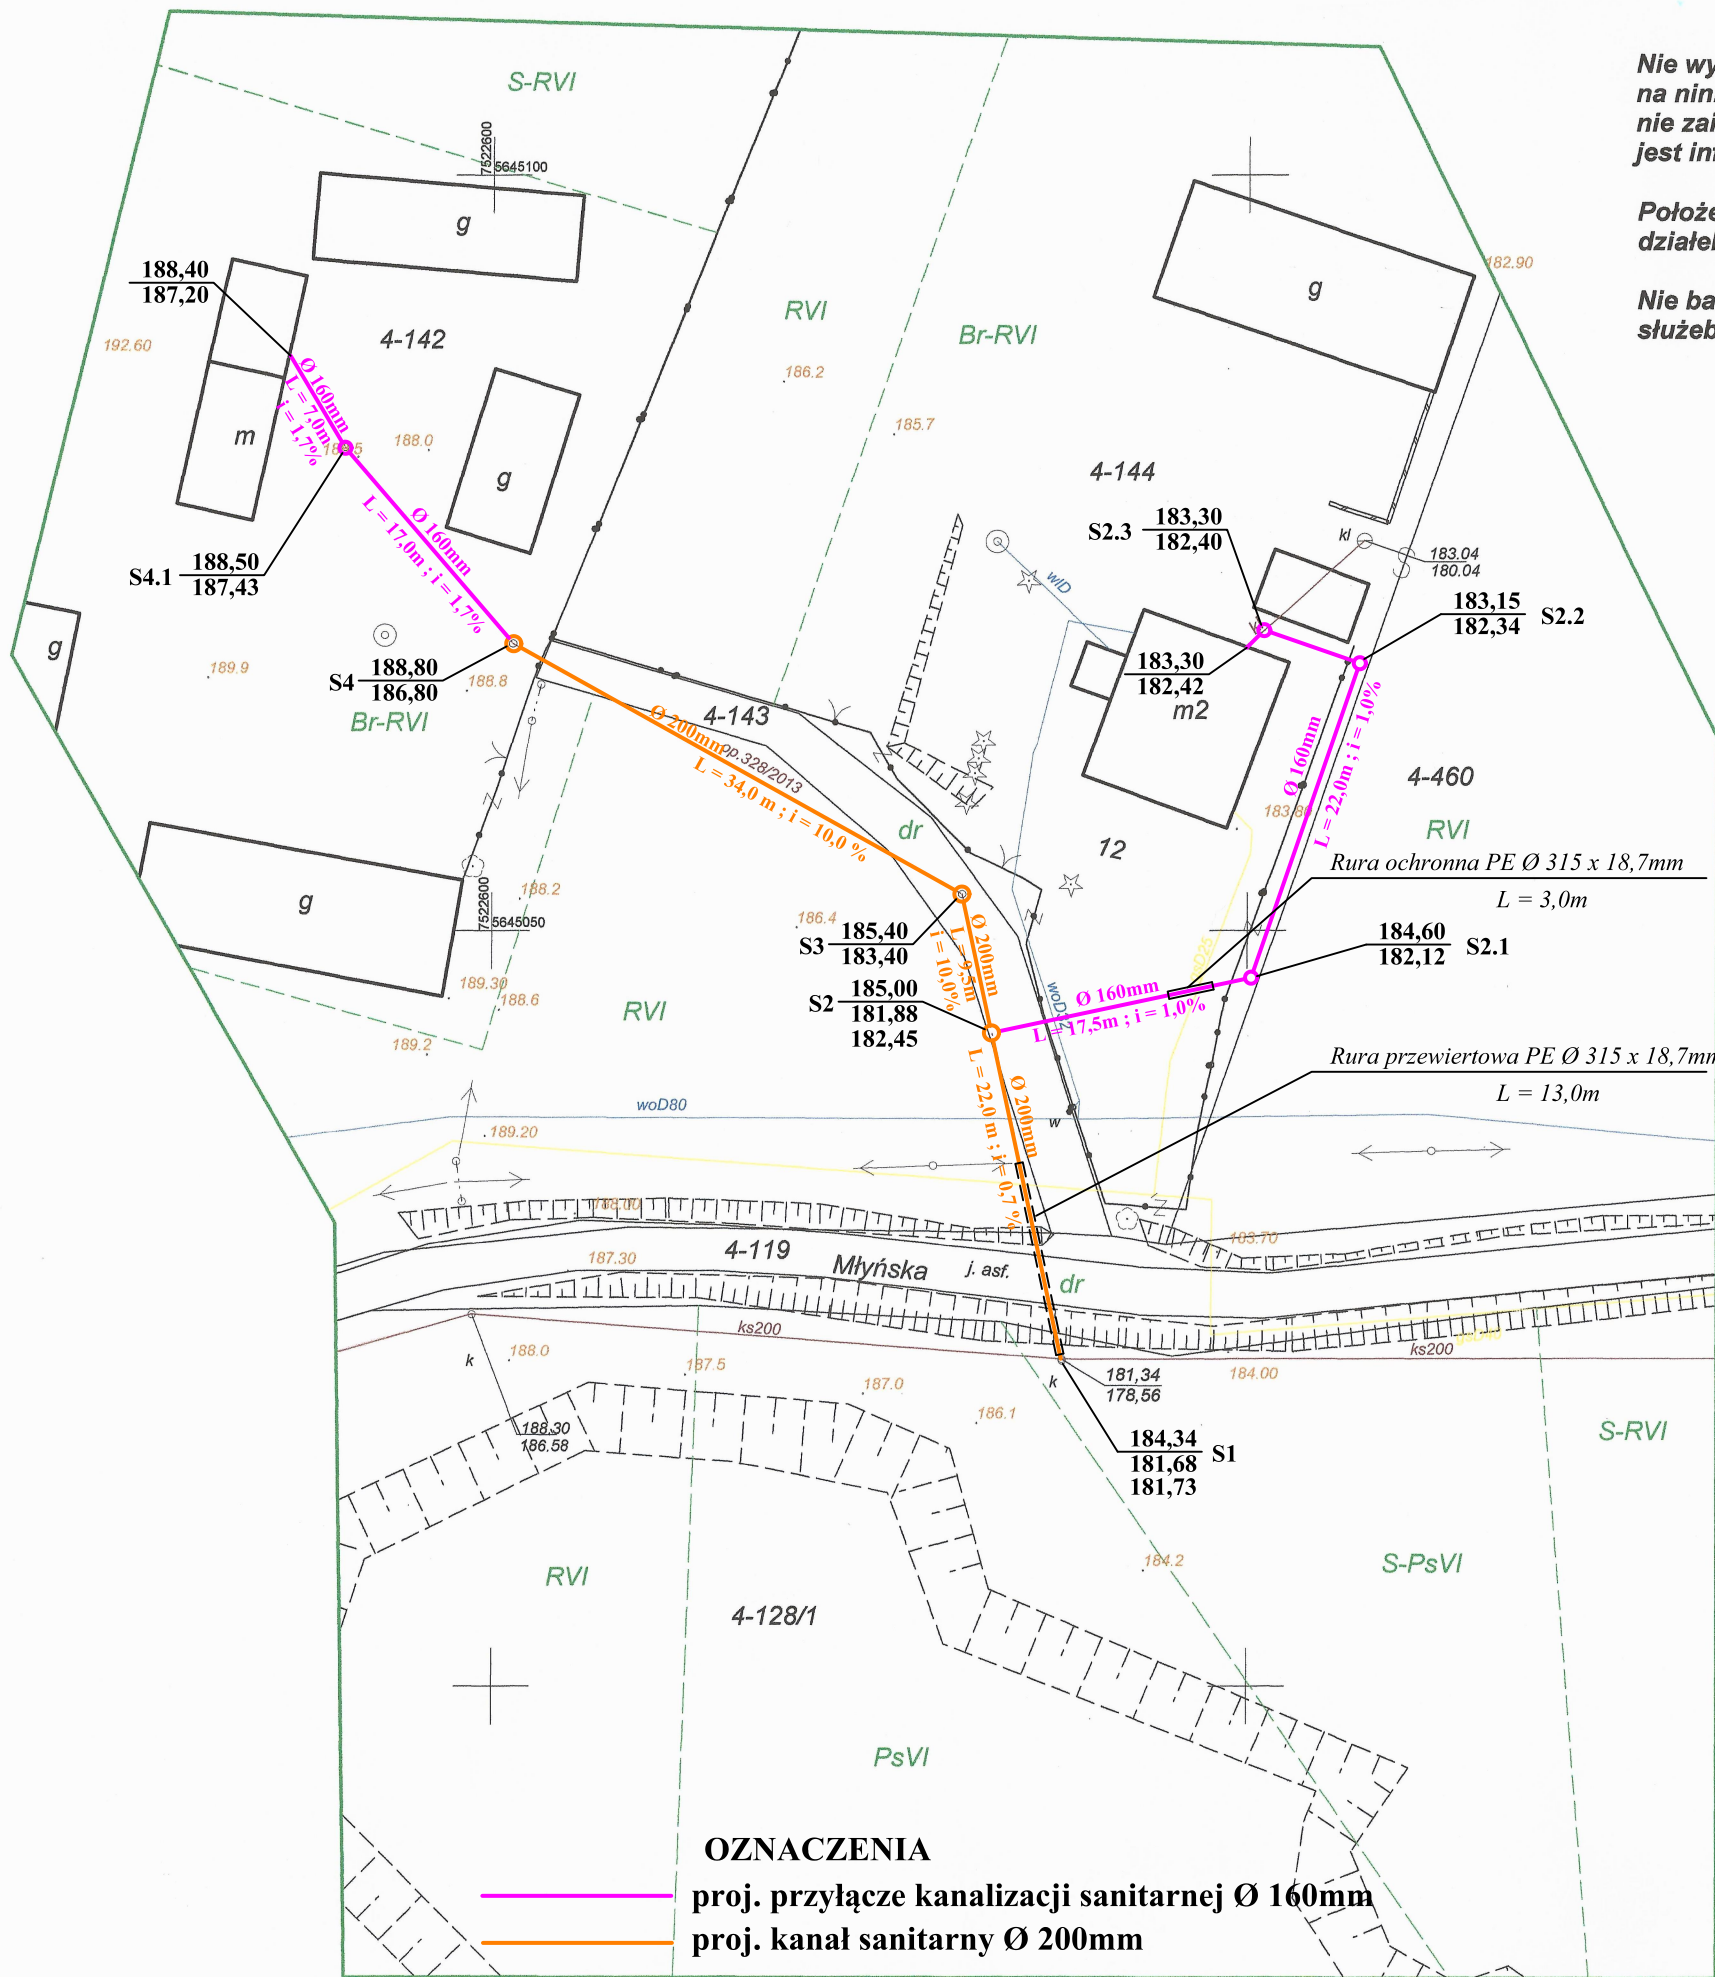 S-RVI
7522600
5645100
g
188,40
187,20
4-142
192.60
Ø 160mm
L = 7,0m
i = 1,7%
m
188.0
g
RVI
186.2
Br-RVI
185.7
g
182.90
Nie wy
na nin
nie zai
jest int
Położe
działel
Nie ba
służeb
4-144
S2.3 183,30
182,40
kl
183.04
180.04
183,15 S2.2
182,34
wlD
S4.1 188,50
187,43
Ø 160mm
L = 17,0m ; i = 1,7%
g
189.9
S4 188,80
186,80
188.8
Br-RVI
183,30
182,42
m2
4-143
Ø 200mm
op.328/2013
L = 34,0 m ; i = 10,0 %
dr
12
183.80
Ø 160mm
L = 22,0m ; i = 1,0%
4-460
RVI
Rura ochronna PE Ø 315 x 18,7mm
L = 3,0m
g
188.2
7522600
5645050
186.4
S3 185,40
183,40
Ø 200mm
L = 9,5m
i = 10,0%
184,60 S2.1
182,12
189.30
188.6
RVI
S2 185,00
181,88
182,45
Ø 160mm
L = 17,5m ; i = 1,0%
189.2
Ø 200mm
L = 22,0 m ; i = 0,7 %
Rura przewiertowa PE Ø 315 x 18,7mm
L = 13,0m
woD80
w
189.20
188.00
183.70
4-119
187.30
Młyńska
j. asf.
dr
ks200
k
188.0
187.5
187.0
k
181,34
178,56
184.00
ks200
186.1
188.30
186.58
184,34 S1
181,68
181,73
S-RVI
184.2
RVI
S-PsVI
4-128/1
PsVI
OZNACZENIA
proj. przyłącze kanalizacji sanitarnej Ø 160mm
proj. kanał sanitarny Ø 200mm